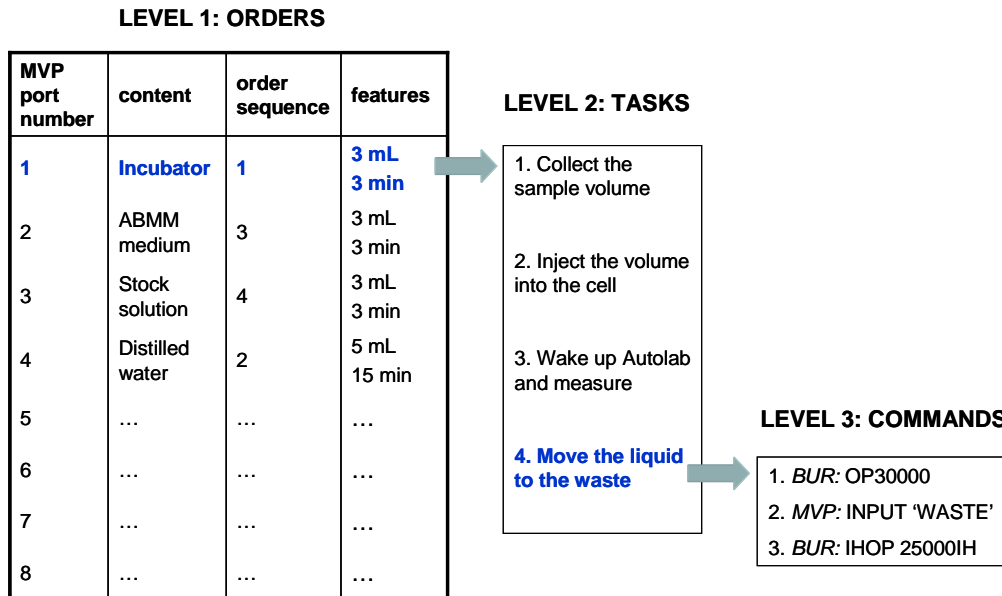 LEVEL 1: ORDERS
MVP port number content order sequence features
1 Incubator 1 3 mL 3 min
2 ABMM medium 3 3 mL 3 min
3 Stock solution 4 3 mL 3 min
4 Distilled water 2 5 mL 15 min
5 … … …
6 … … …
7 … … …
8 … … …
LEVEL 2: TASKS
1. Collect the
sample volume
2. Inject the volume
into the cell
3. Wake up Autolab
and measure
4. Move the liquid
to the waste
LEVEL 3: COMMANDS
1. BUR: OP30000
2. MVP: INPUT ‘WASTE’
3. BUR: IHOP 25000IH